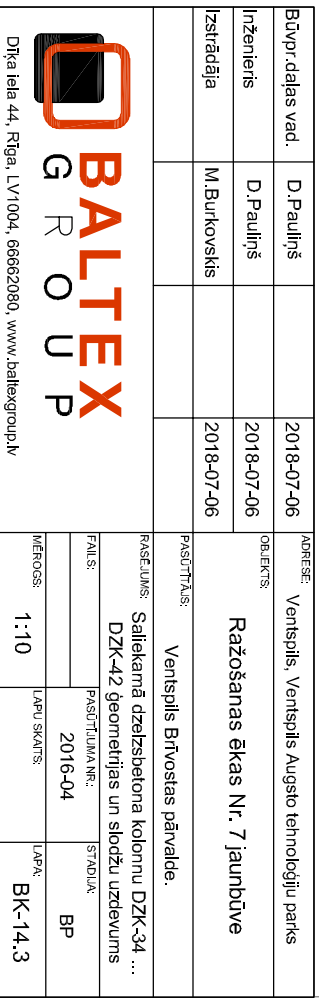 Būvpr.daļas vad. D.Pauliņš 2018-07-06
Inženieris D.Pauliņš 2018-07-06
Izstrādāja M.Burkovskis 2018-07-06
BALTEX
GROUP
Dīķa iela 44, Rīga, LV1004, 66662080, www.baltexgroup.lv
ADRESE: Ventspils, Ventspils Augsto tehnoloģiju parks
OBJEKTS:
Ražošanas ēkas Nr. 7 jaunbūve
PASŪTĪTĀJS:
Ventspils Brīvostas pārvalde.
RASĒJUMS: Saliekamā dzelzsbetona kolonnu DZK-34 ...
DZK-42 ģeometrijas un slodžu uzdevums
FAILS: PASŪTĪJUMA NR.: STADIJA:
2016-04 BP
MĒROGS: LAPU SKAITS: LAPA:
1:10 BK-14.3